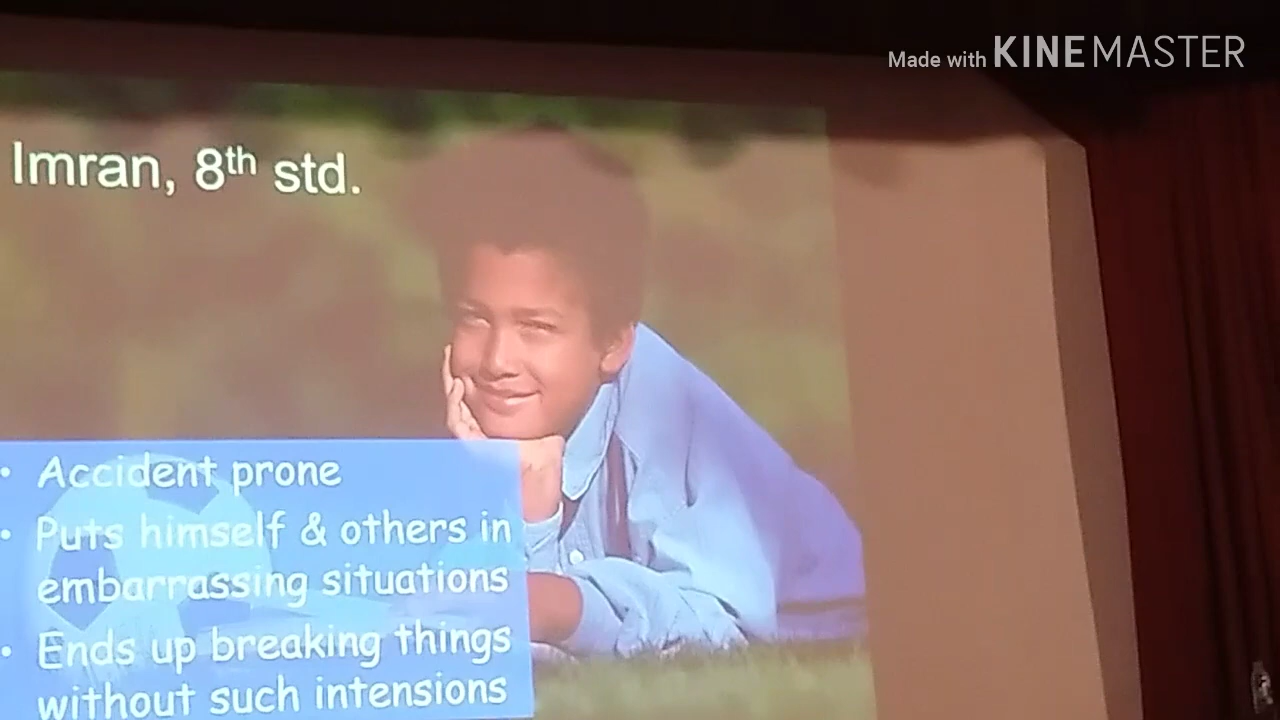 Made with KINEMASTER
Imran, 8th std.
• Accident prone
• Puts himself & others in
embarrassing situations
• Ends up breaking things
without such intensions